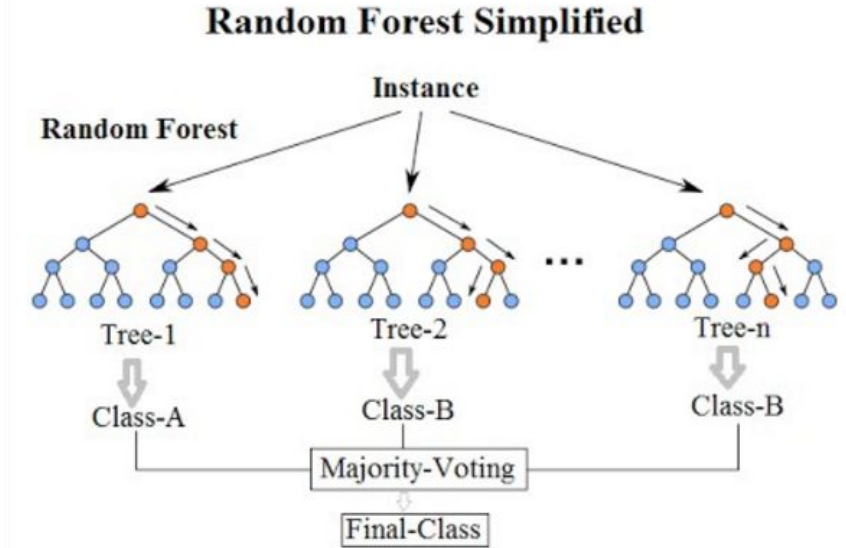 Random Forest Simplified
Instance
Random Forest
...
Tree-1
Tree-2
Tree-n
Class-A
Class-B
Class-B
Majority-Voting
Final-Class